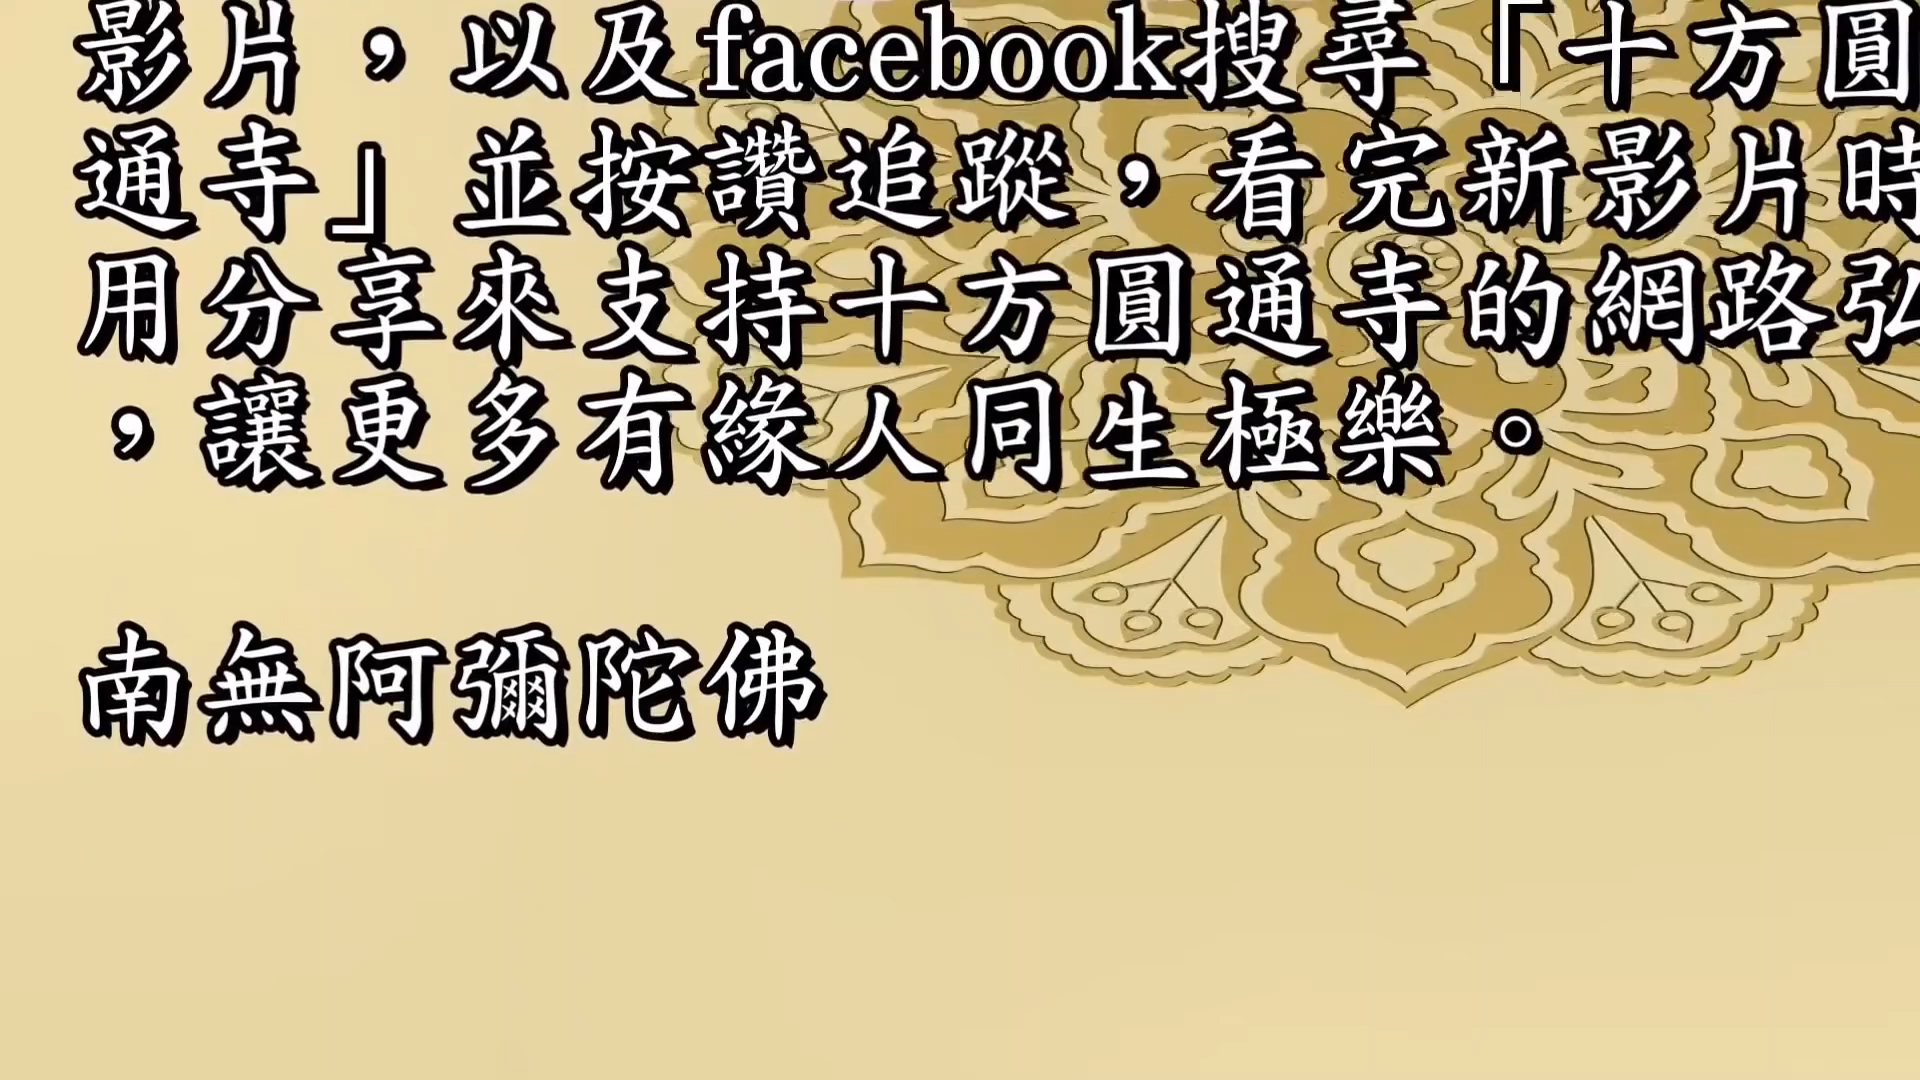 影片，以及facebook搜尋「十方圓
通寺」並按讚追蹤，看完新影片時
用分享來支持十方圓通寺的網路弘
，讓更多有緣人同生極樂。
南無阿彌陀佛